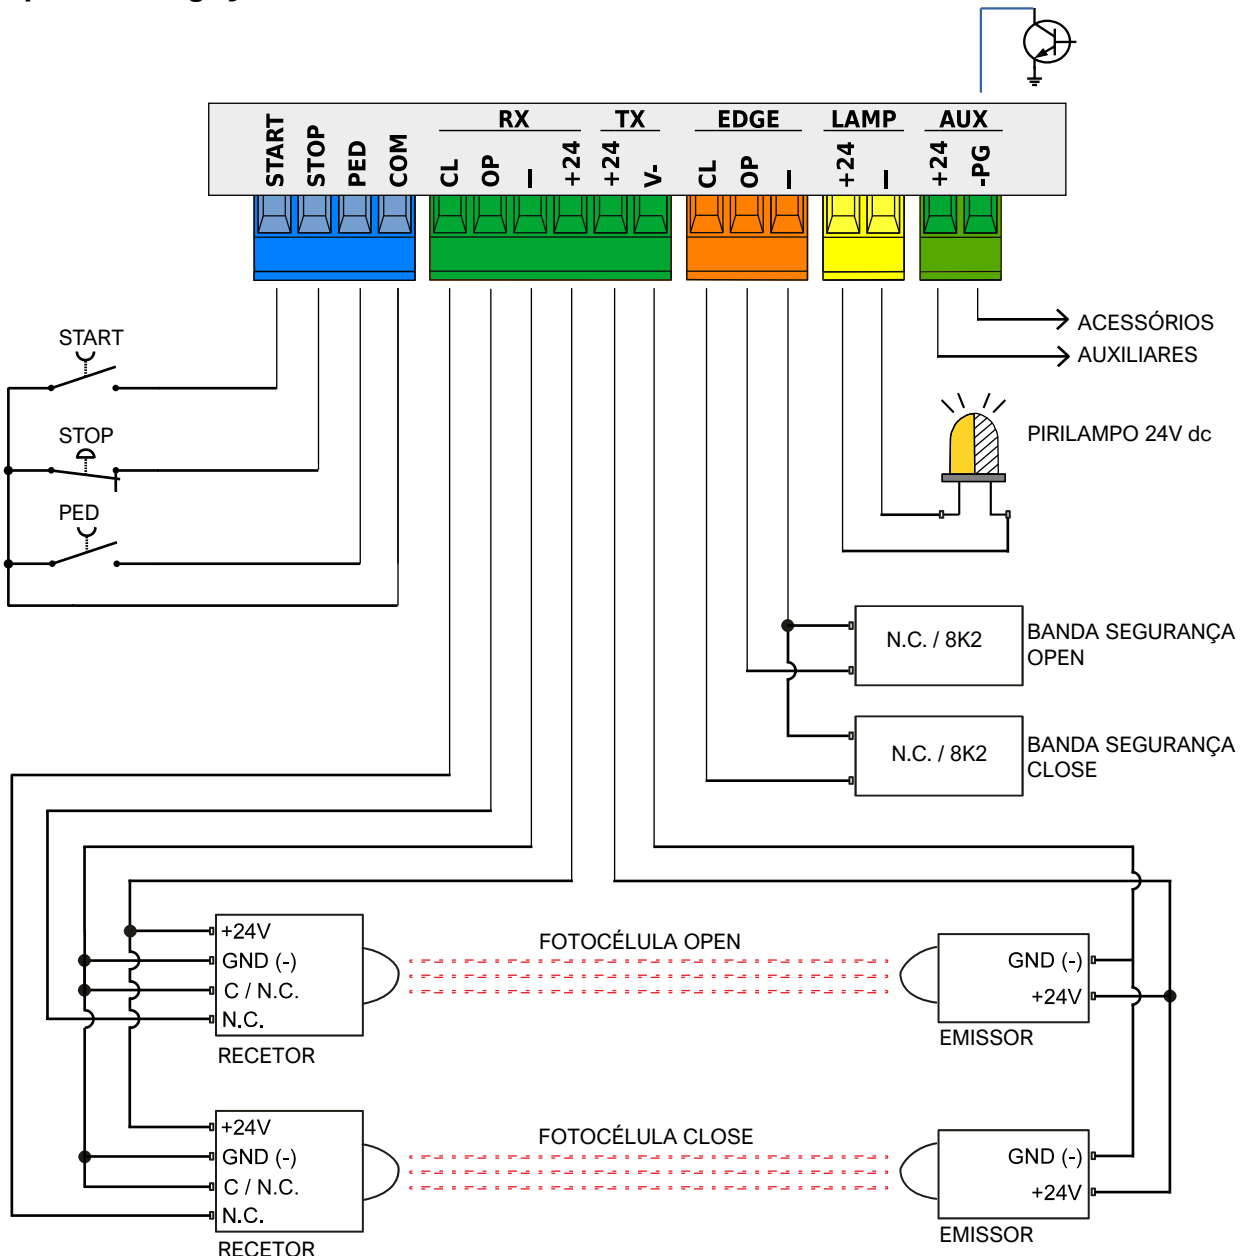 RX TX EDGE LAMP AUX
START STOP PED COM CL OP – +24 +24 V- CL OP – +24 – +24 -PG
START
STOP
PED
ACESSÓRIOS
AUXILIARES
PIRILAMPO 24V dc
N.C. / 8K2
BANDA SEGURANÇA
OPEN
N.C. / 8K2
BANDA SEGURANÇA
CLOSE
+24V
GND (-)
C / N.C.
N.C.
RECETOR
FOTOCÉLULA OPEN
GND (-)
+24V
EMISSOR
+24V
GND (-)
C / N.C.
N.C.
RECETOR
FOTOCÉLULA CLOSE
GND (-)
+24V
EMISSOR